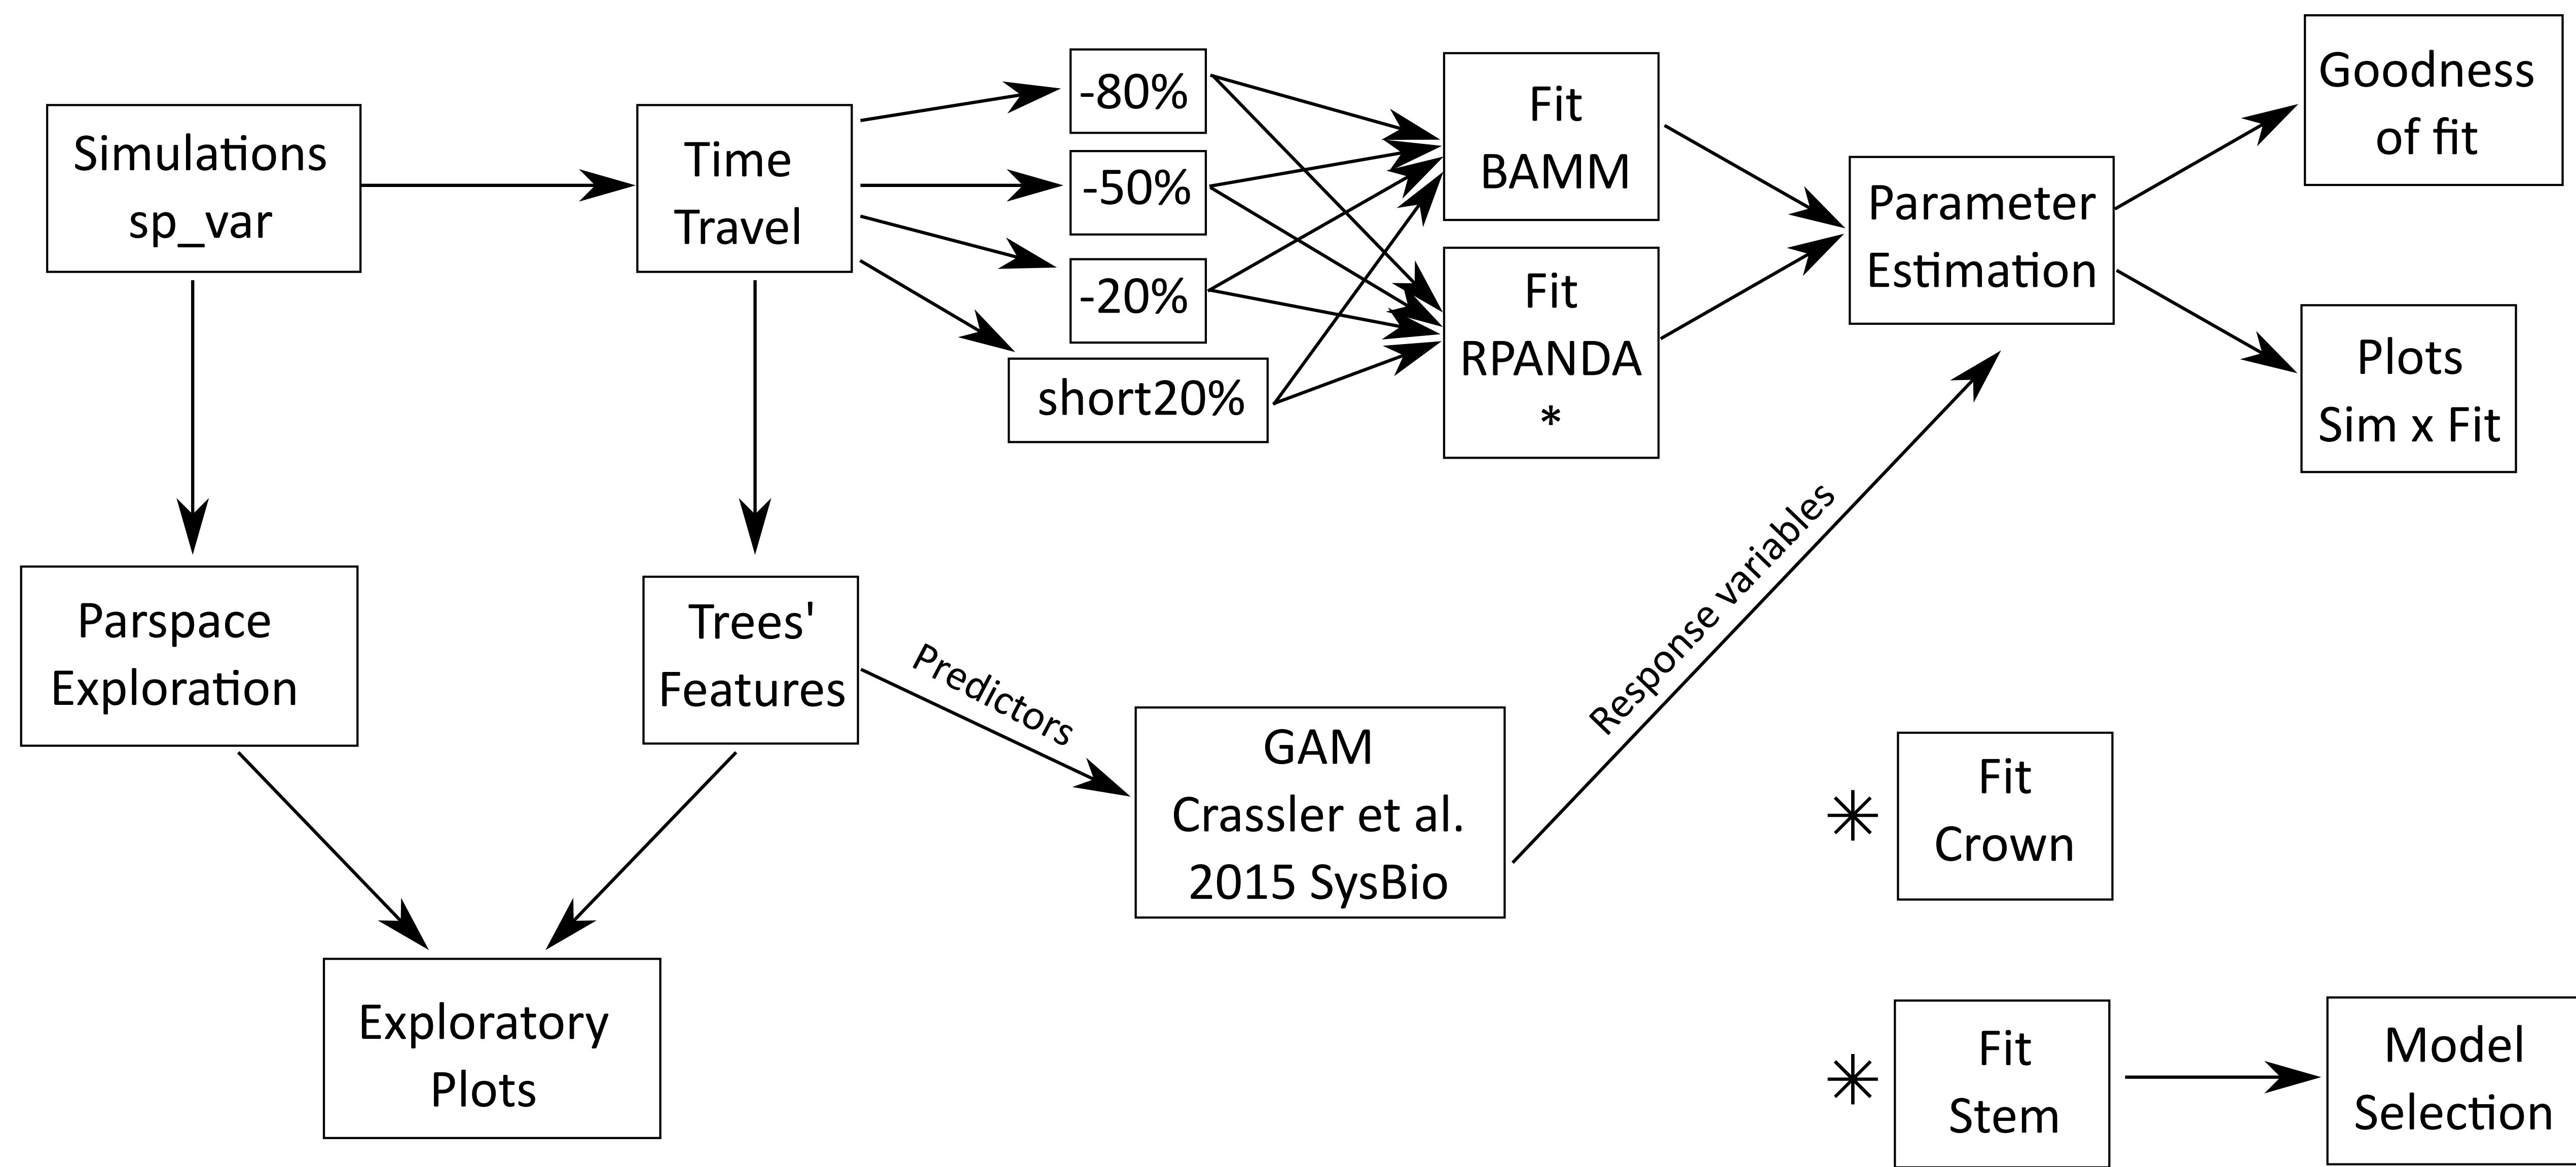 Simulations
sp_var
Time
Travel
-80%
-50%
-20%
short20%
Fit
BAMM
Fit
RPANDA
*
Parameter
Estimation
Goodness
of fit
Plots
Sim x Fit
Parspace
Exploration
Trees'
Features
Predictors
GAM
Crassler et al.
2015 SysBio
Response variables
Exploratory
Plots
* Fit
Crown
* Fit
Stem
Model
Selection